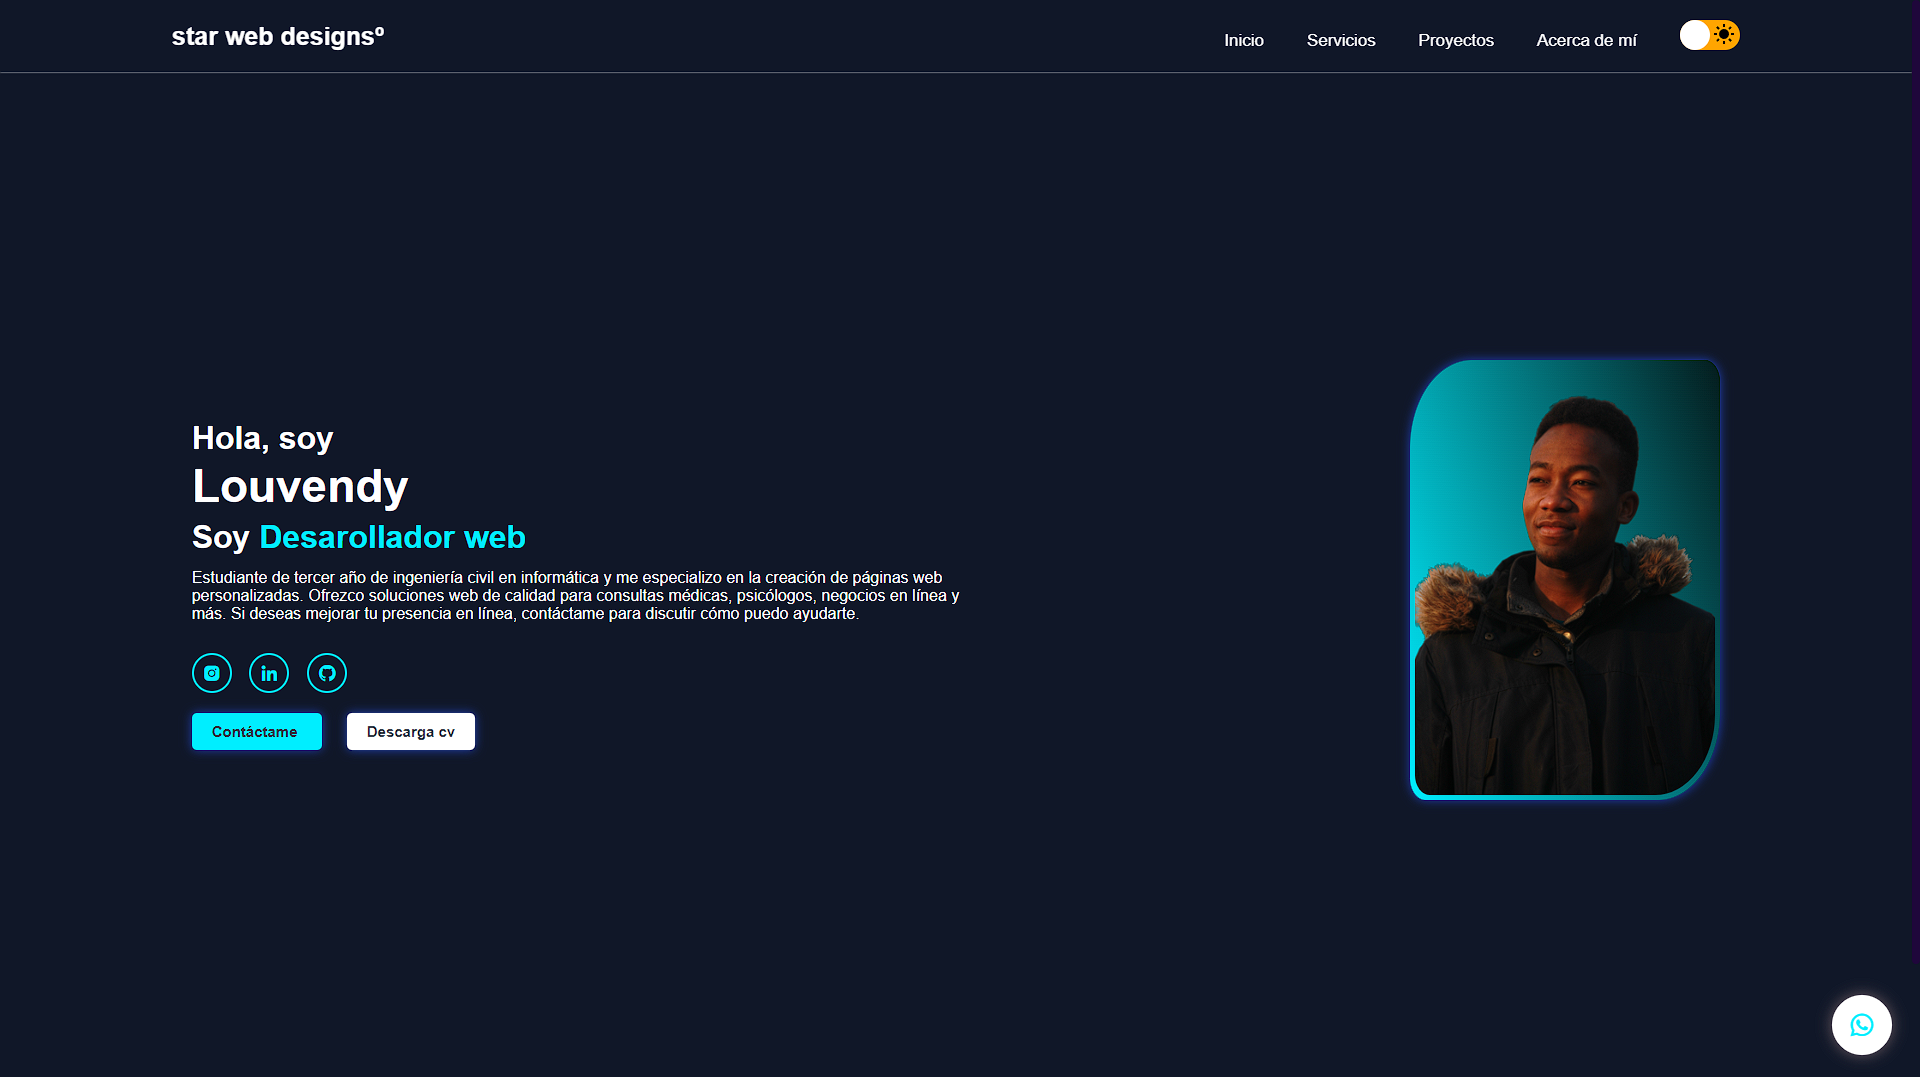 star web designsº
Inicio
Servicios
Proyectos
Acerca de mí
Hola, soy
Louvendy
Soy Desarollador web
Estudiante de tercer año de ingeniería civil en informática y me especializo en la creación de páginas web
personalizadas. Ofrezco soluciones web de calidad para consultas médicas, psicólogos, negocios en línea y
más. Si deseas mejorar tu presencia en línea, contáctame para discutir cómo puedo ayudarte.
Contáctame
Descarga cv